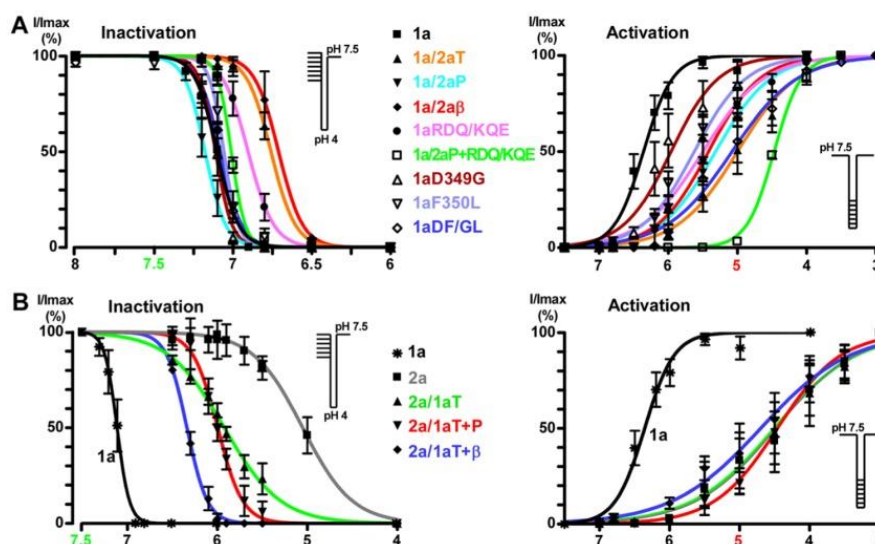 A
I/Imax
(%)
Inactivation
pH 7.5
pH 4
100
50
0
8
7.5
7
6.5
6
1a
1a/2aT
1a/2aP
1a/2aβ
1aRDQ/KQE
1a/2aP+RDQ/KQE
1aD349G
1aF350L
1aDF/GL
I/Imax
(%)
Activation
pH 7.5
100
50
0
7
6
5
4
3
B
I/Imax
(%)
Inactivation
pH 7.5
pH 4
100
50
0
1a
7.5
7
6
5
4
1a
2a
2a/1aT
2a/1aT+P
2a/1aT+β
I/Imax
(%)
Activation
pH 7.5
100
50
0
1a
7
6
5
4